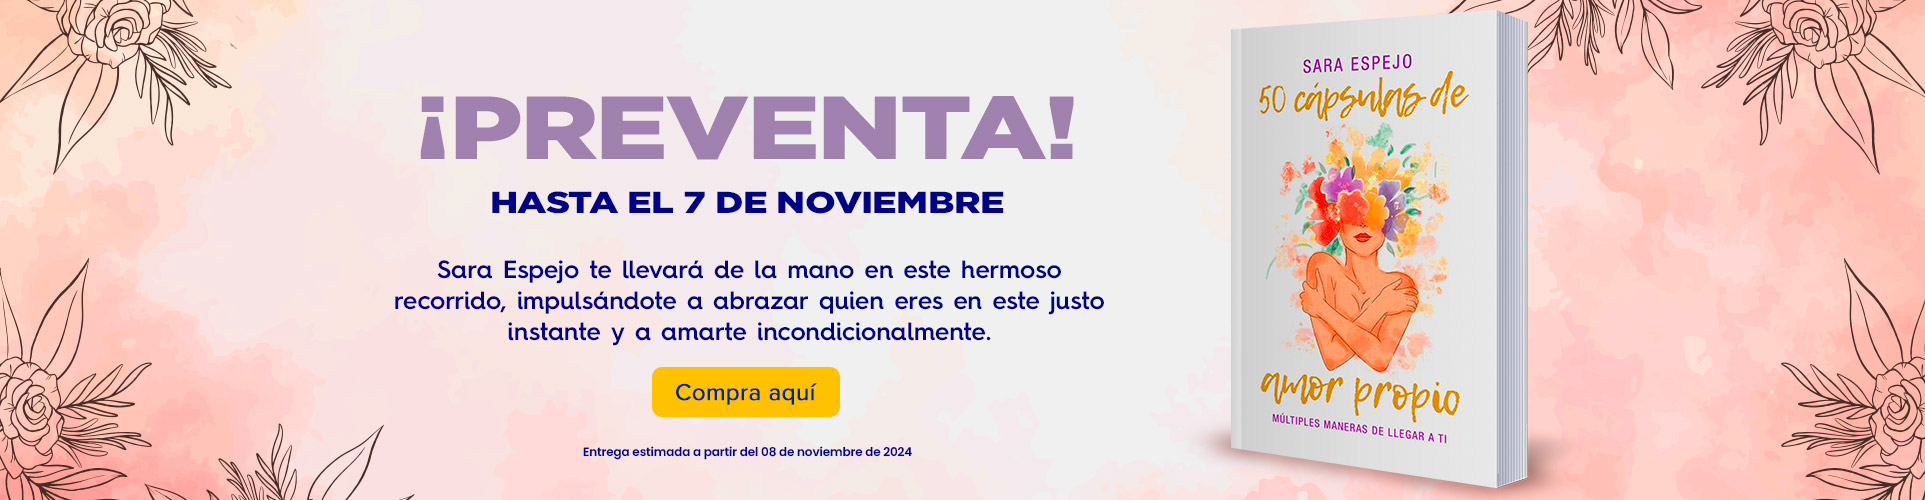 ¡PREVENTA!
HASTA EL 7 DE NOVIEMBRE
Sara Espejo te llevará de la mano en este hermoso
recorrido, impulsándote a abrazar quien eres en este justo
instante y a amarte incondicionalmente.
Compra aquí
Entrega estimada a partir del 08 de noviembre de 2024
SARA ESPEJO
50 cápsulas de
amor propio
MÚLTIPLES MANERAS DE LLEGAR A TI